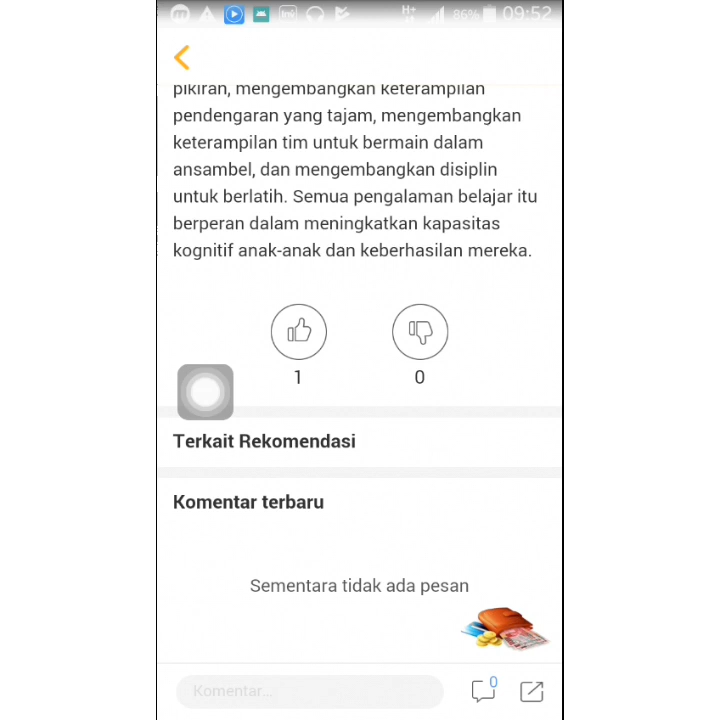 86% 09:52
pikiran, mengembangkan keterampilan
pendengaran yang tajam, mengembangkan
keterampilan tim untuk bermain dalam
ansambel, dan mengembangkan disiplin
untuk berlatih. Semua pengalaman belajar itu
berperan dalam meningkatkan kapasitas
kognitif anak-anak dan keberhasilan mereka.
1 0
Terkait Rekomendasi
Komentar terbaru
Sementara tidak ada pesan
Komentar...
0